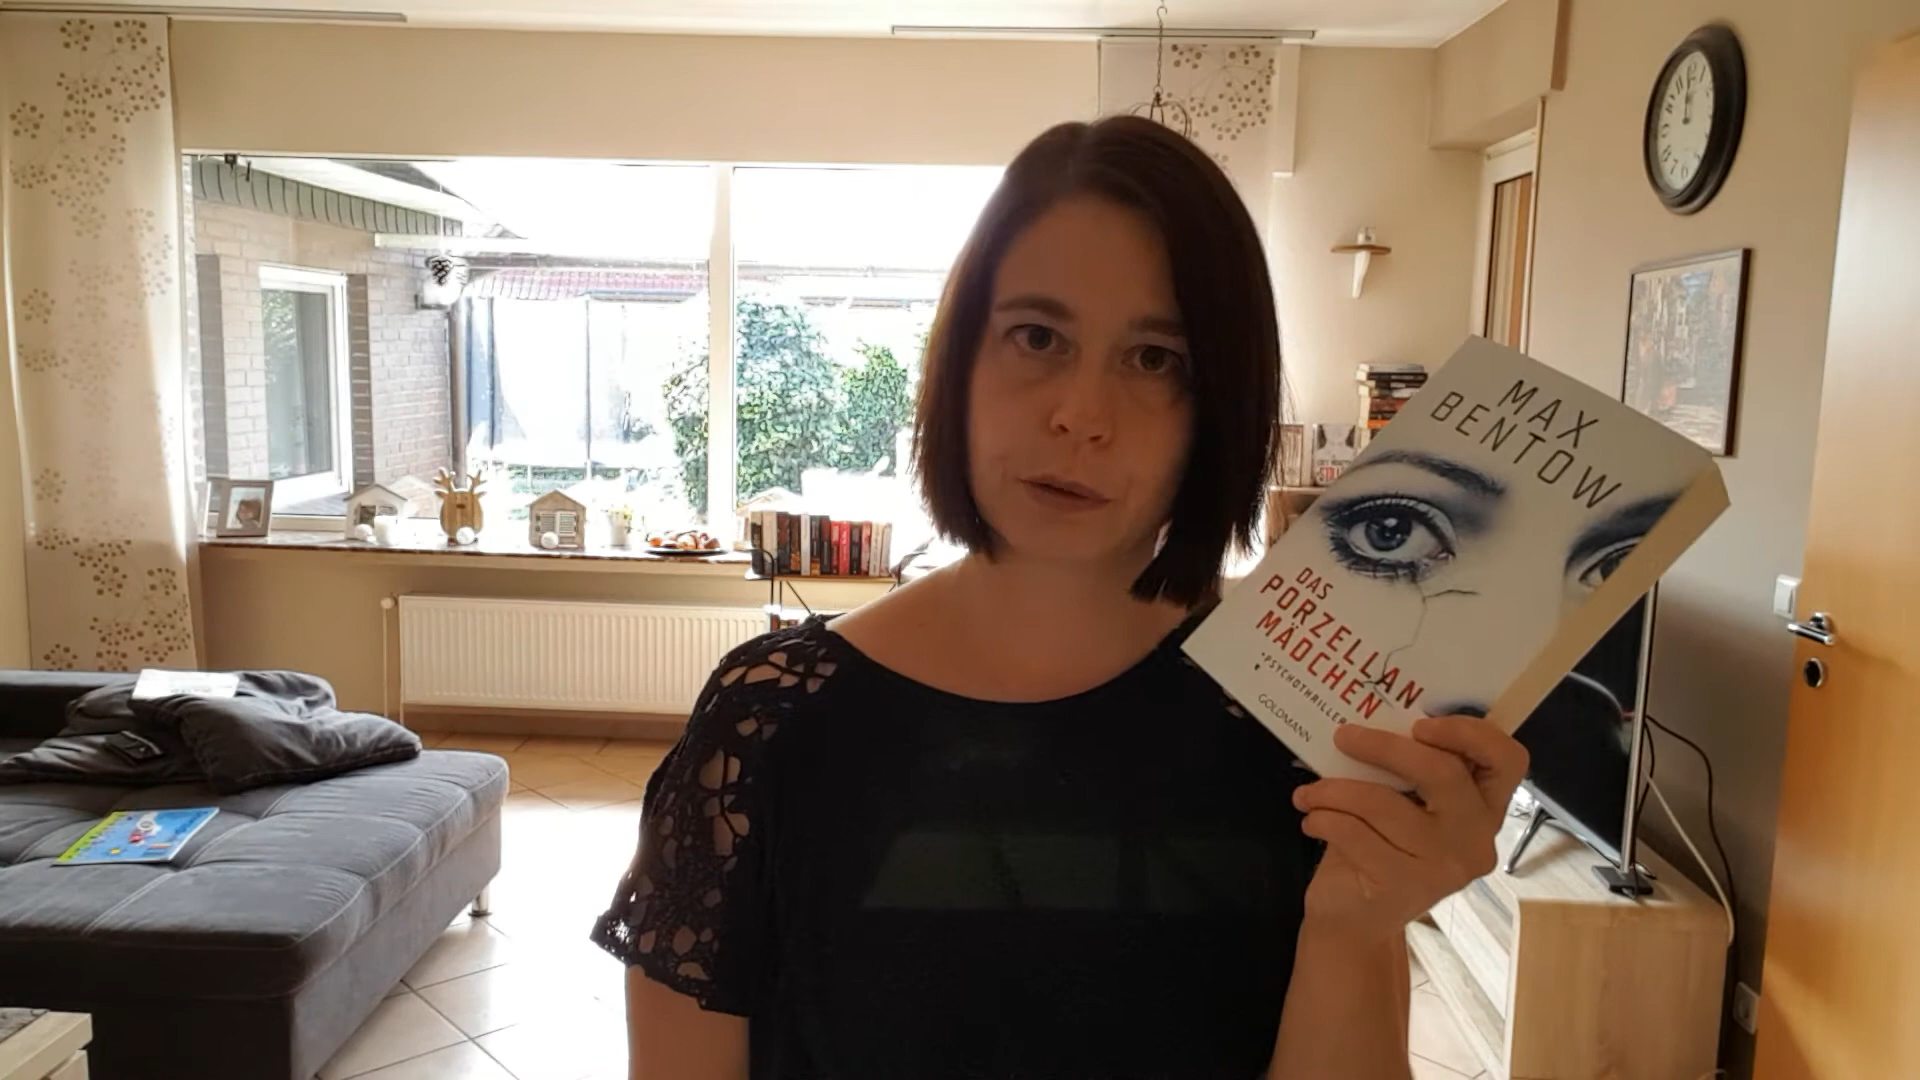 MAX
BENTOW
DAS
PORZELLAN
MÄDCHEN
PSYCHOTHRILLER
GOLDMANN